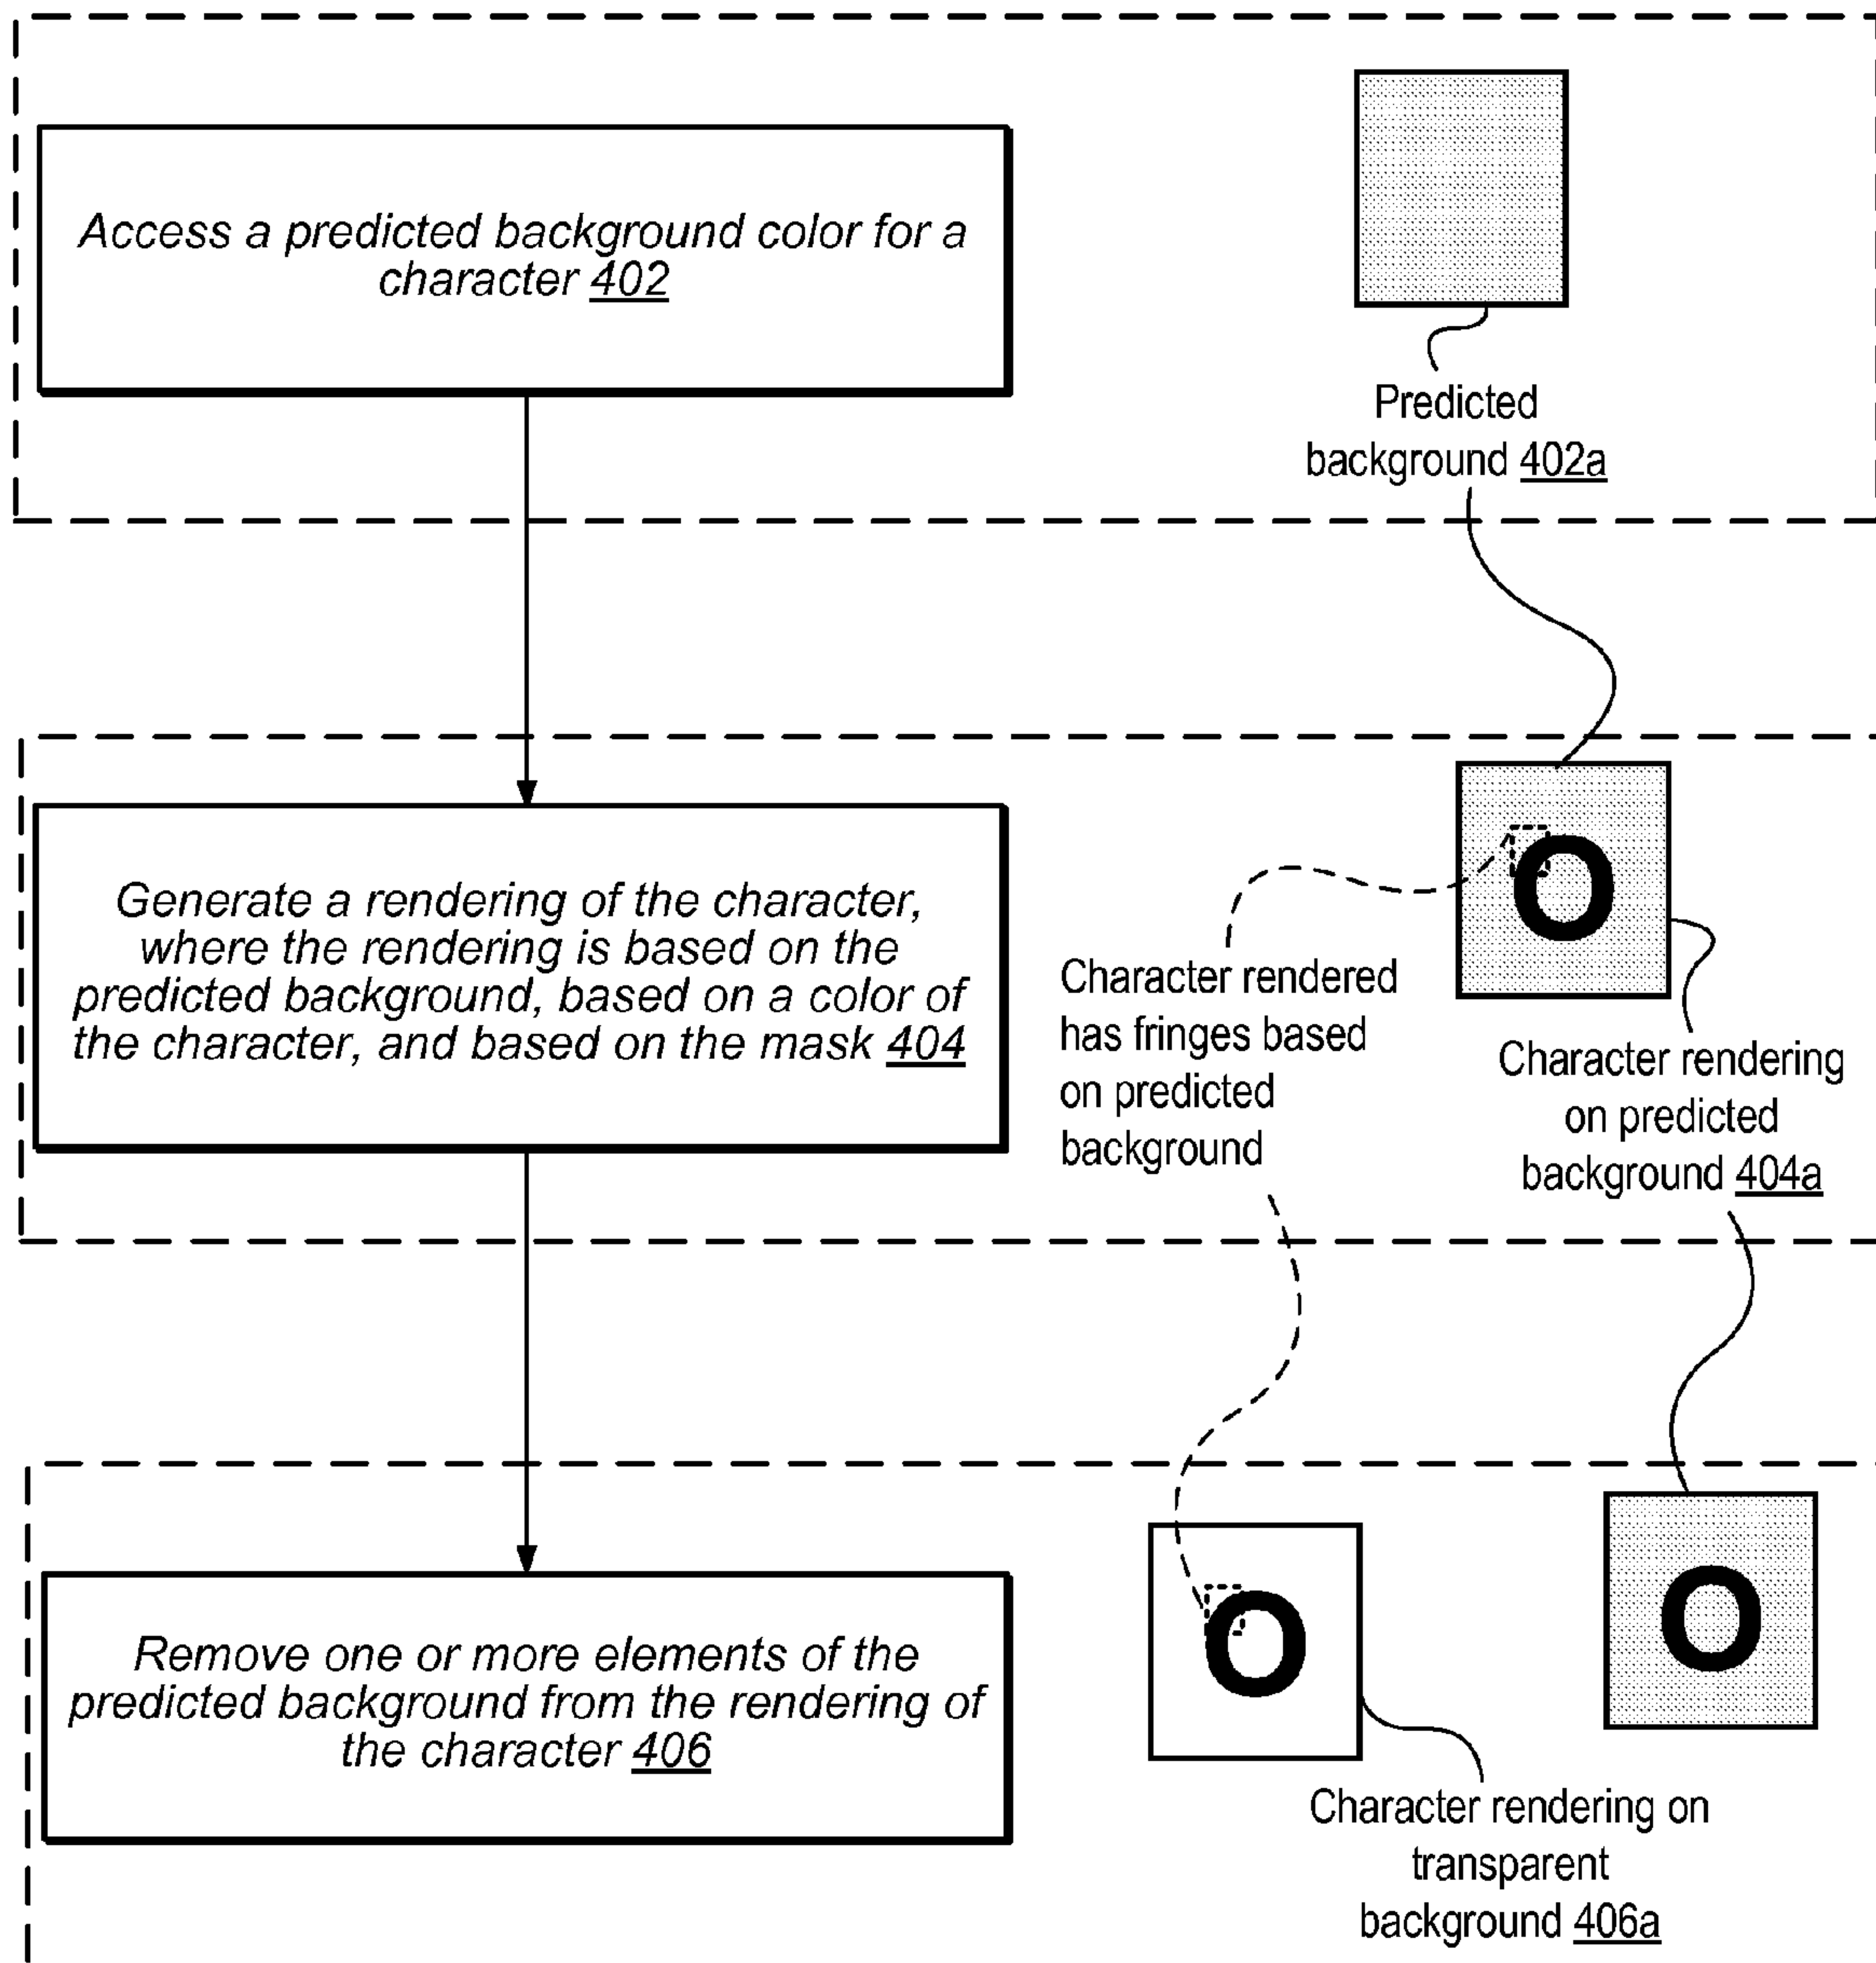 Access a predicted background color for a
character 402
Predicted
background 402a
Generate a rendering of the character,
where the rendering is based on the
predicted background, based on a color of
the character, and based on the mask 404
O
Character rendered
has fringes based
on predicted
background
Character rendering
on predicted
background 404a
Remove one or more elements of the
predicted background from the rendering of
the character 406
O
O
Character rendering on
transparent
background 406a